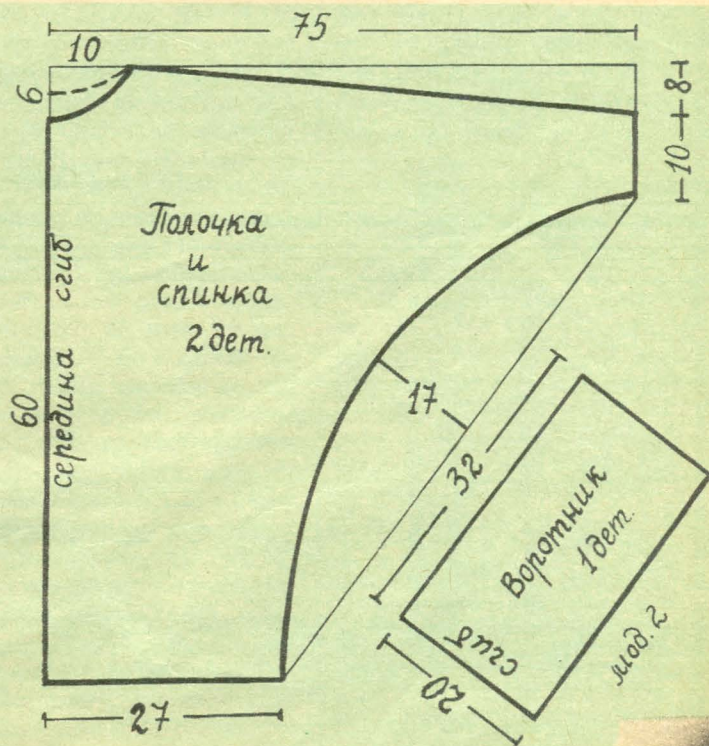 75
10
6
8
10
Полочка
и
спинка
2 дет.
середина сгиб
60
17
32
Воротник
1 дет.
сгиб
20
мод. 2
27